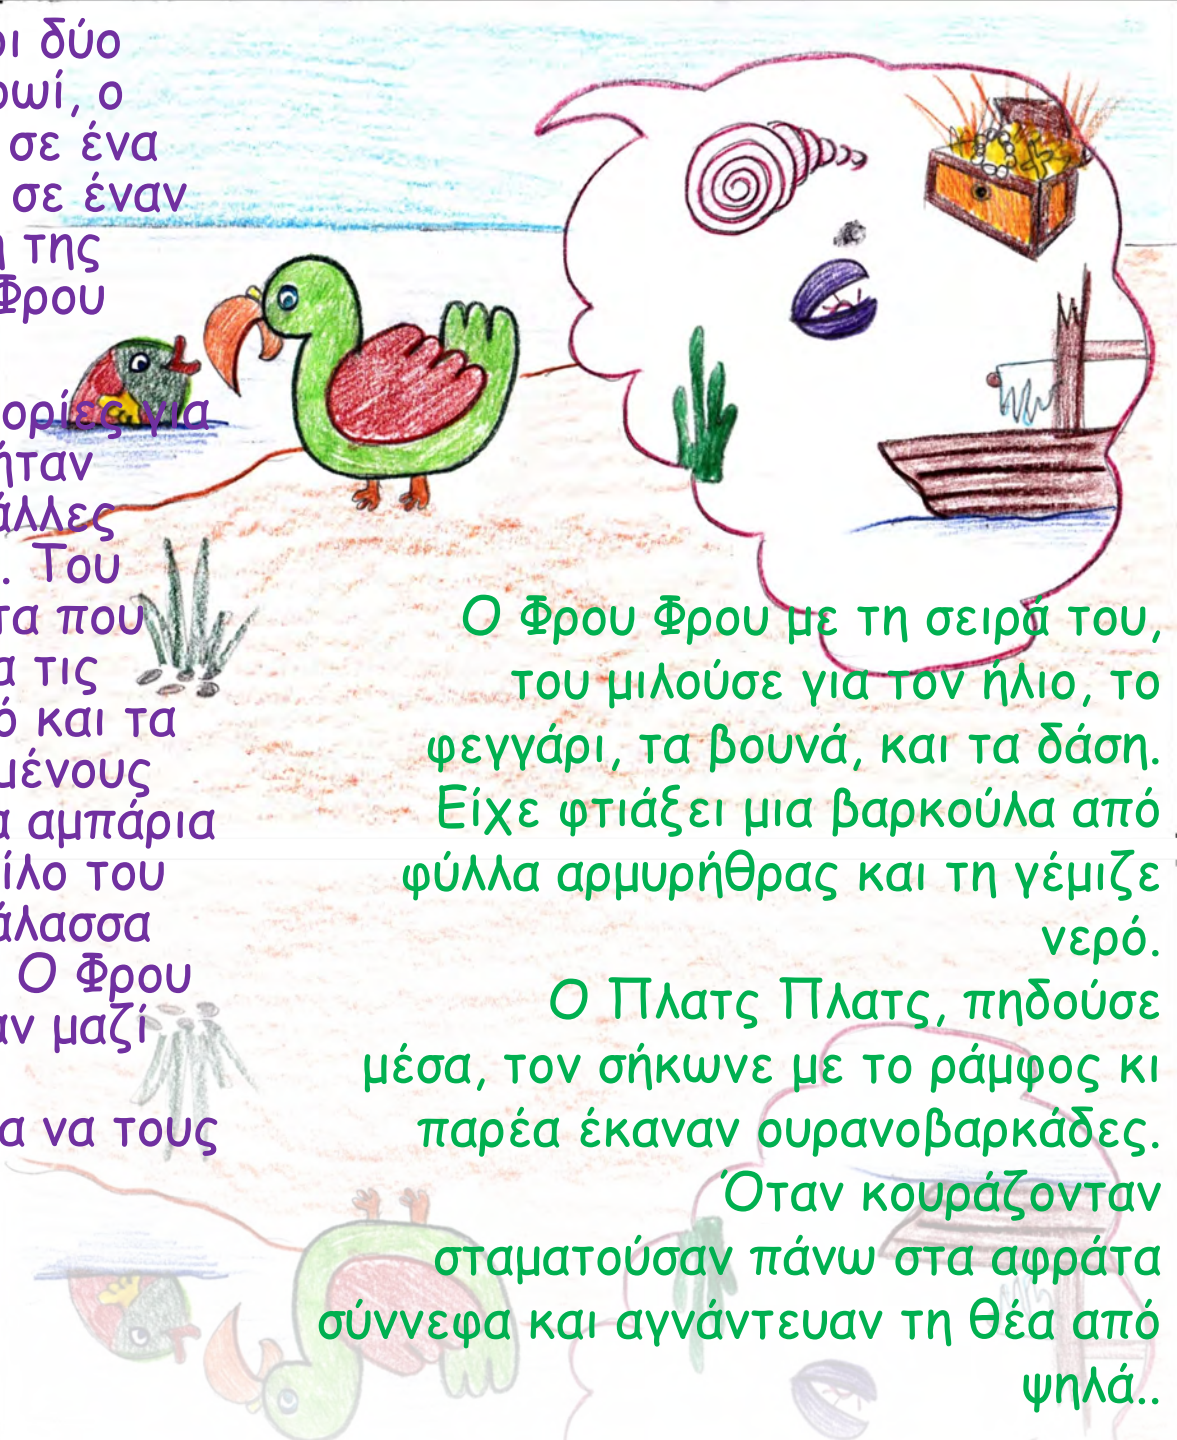 οι δύο
ρωί, ο
σε ένα
σε έναν
η της
Φρου
ορίες για
ήταν
άλλες
. Του
τα που
α τις
ό και τα
μένους
α αμπάρια
ίλο του
άλασσα
Ο Φρου
αν μαζί
α να τους
Ο Φρου Φρου με τη σειρά του,
του μιλούσε για τον ήλιο, το
φεγγάρι, τα βουνά, και τα δάση.
Είχε φτιάξει μια βαρκούλα από
φύλλα αρμυρήθρας και τη γέμιζε
νερό.
Ο Πλατς Πλατς, πηδούσε
μέσα, τον σήκωνε με το ράμφος κι
παρέα έκαναν ουρανοβαρκάδες.
Όταν κουράζονταν
σταματούσαν πάνω στα αφράτα
σύννεφα και αγνάντευαν τη θέα από
ψηλά..